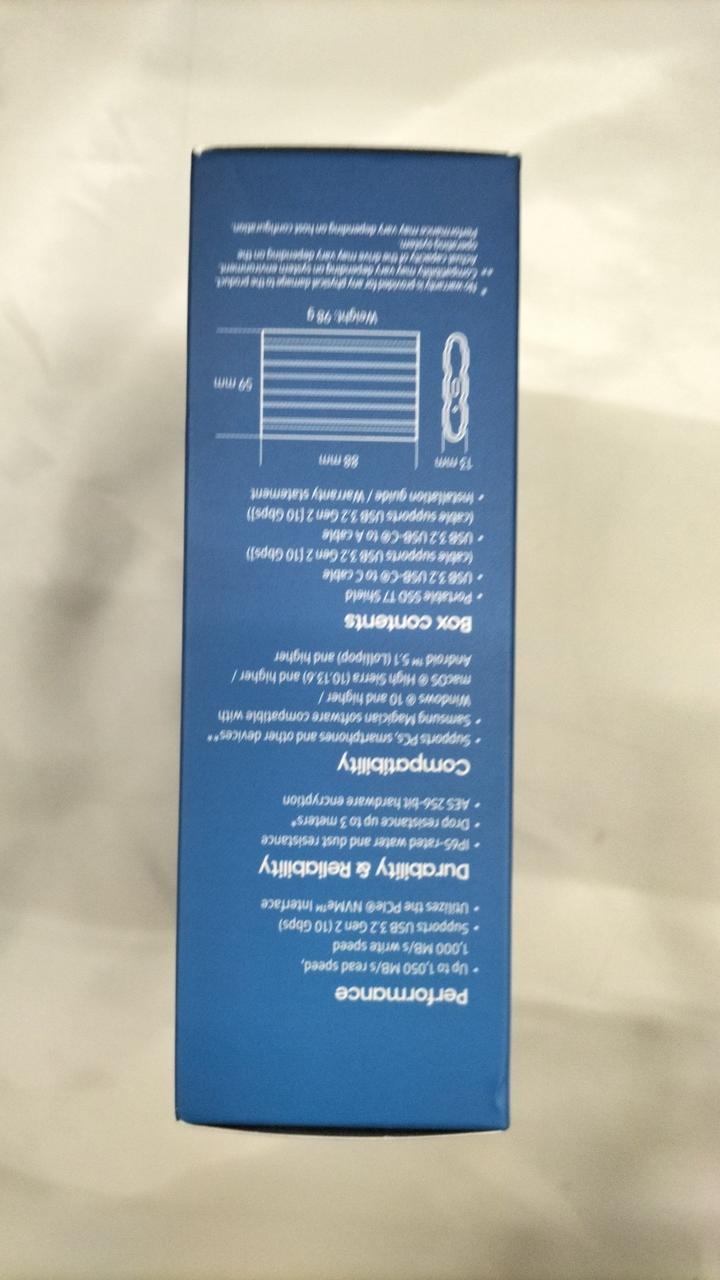 Performance
• Up to 1,050 MB/s read speed,
1,000 MB/s write speed
• Supports USB 3.2 Gen 2 (10 Gbps)
• Utilizes the PCIe® NVMe™ Interface
Durability & Reliability
• IP65-rated water and dust resistance
• Drop resistance up to 3 meters*
• AES 256-bit hardware encryption
Compatibility
• Supports PCs, smartphones and other devices**
• Samsung Magician software compatible with
Windows ® 10 and higher /
macOS ® High Sierra (10.13.6) and higher /
Android ™ 5.1 (Lollipop) and higher
Box contents
• Portable SSD T7 Shield
• USB 3.2 USB-C® to C cable
(cable supports USB 3.2 Gen 2 [10 Gbps])
• USB 3.2 USB-C® to A cable
(cable supports USB 3.2 Gen 2 [10 Gbps])
• Installation guide / Warranty statement
13 mm
88 mm
59 mm
Weight: 98 g
* No warranty is provided for any physical damage to the product.
** Compatibility may vary depending on system environment.
Actual capacity of the drive may vary depending on the
operating system.
Performance may vary depending on host configuration.